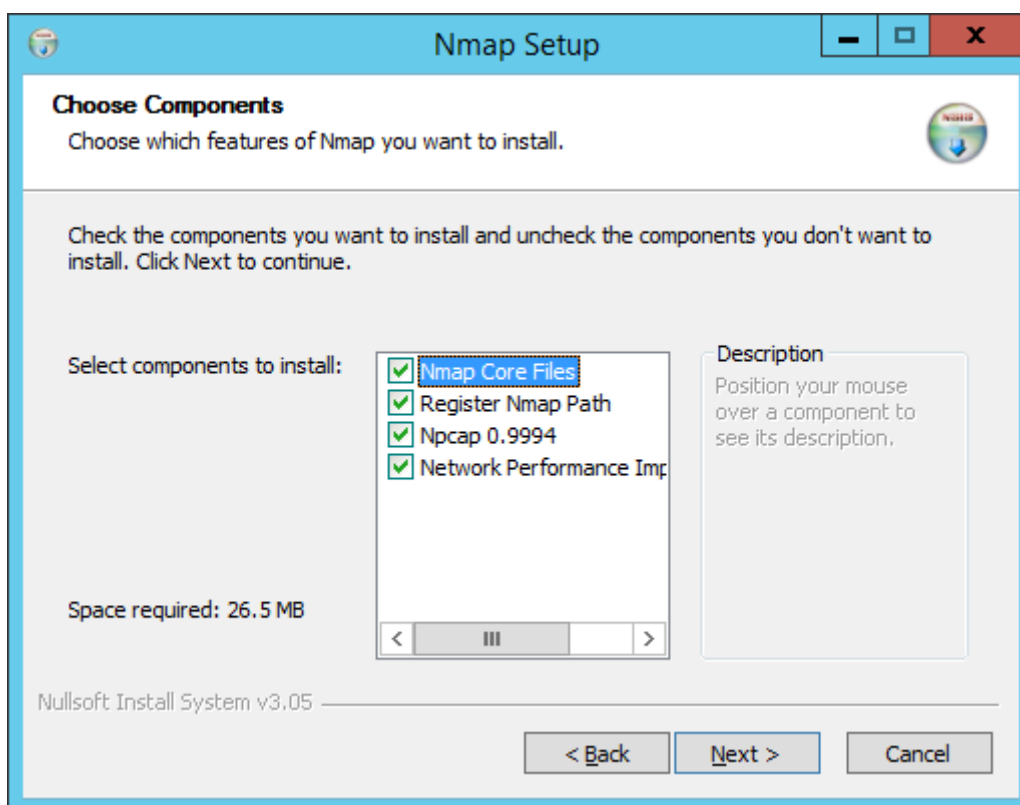 Nmap Setup
Choose Components
Choose which features of Nmap you want to install.
Check the components you want to install and uncheck the components you don't want to
install. Click Next to continue.
Select components to install:
Nmap Core Files
Register Nmap Path
Npcap 0.9994
Network Performance Imp
Description
Position your mouse
over a component to
see its description.
Space required: 26.5 MB
Nullsoft Install System v3.05
< Back
Next >
Cancel